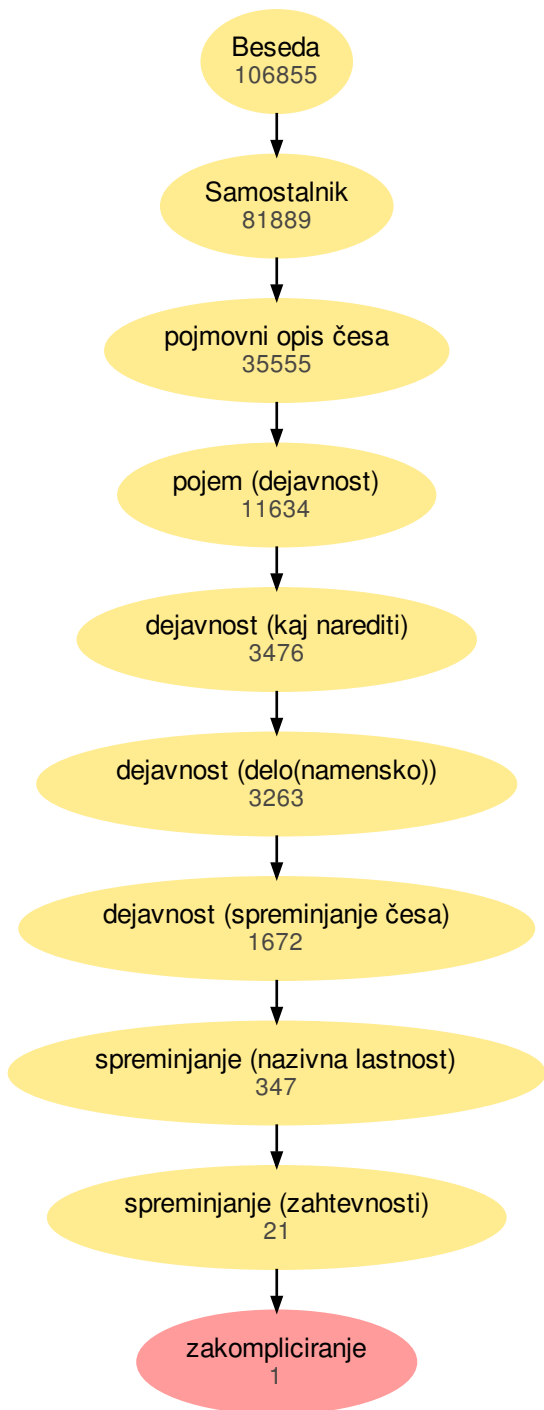 Beseda
106855
Samostalnik
81889
pojmovni opis česa
35555
pojem (dejavnost)
11634
dejavnost (kaj narediti)
3476
dejavnost (delo(namensko))
3263
dejavnost (spreminjanje česa)
1672
spreminjanje (nazivna lastnost)
347
spreminjanje (zahtevnosti)
21
zakompliciranje
1